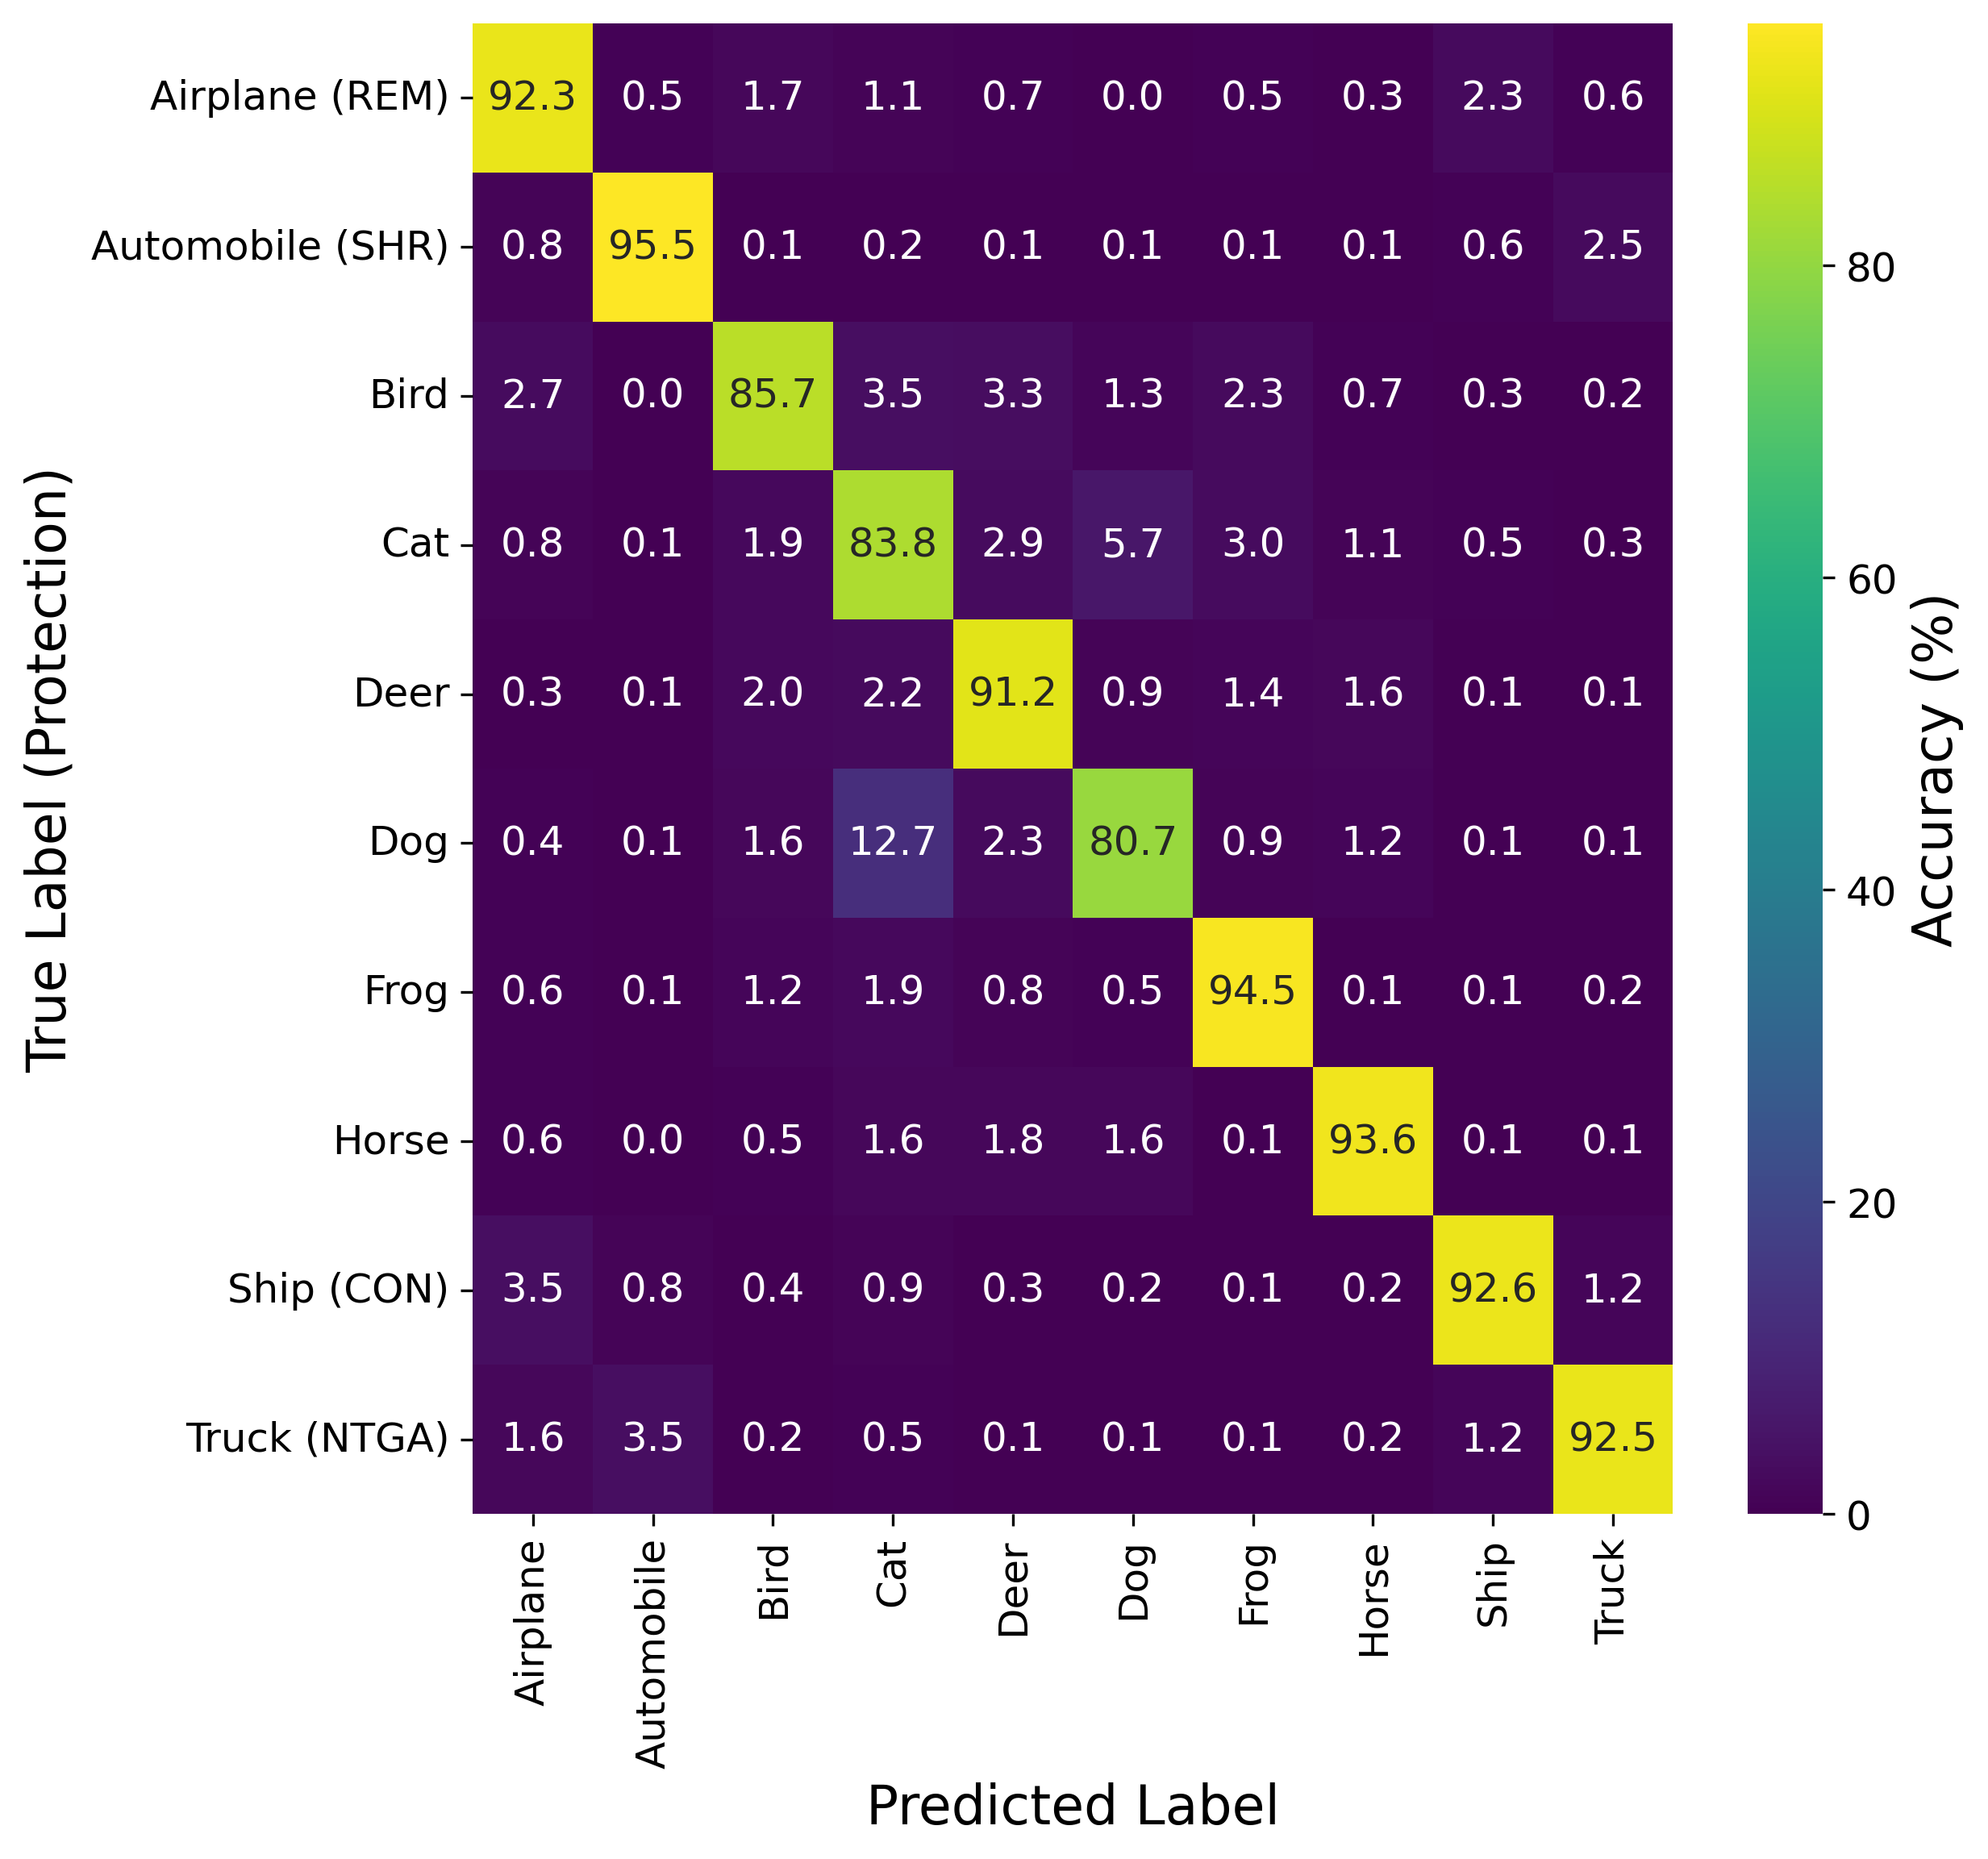 True Label (Protection)
Airplane (REM) 92.3 0.5 1.7 1.1 0.7 0.0 0.5 0.3 2.3 0.6
Automobile (SHR) 0.8 95.5 0.1 0.2 0.1 0.1 0.1 0.1 0.6 2.5
Bird 2.7 0.0 85.7 3.5 3.3 1.3 2.3 0.7 0.3 0.2
Cat 0.8 0.1 1.9 83.8 2.9 5.7 3.0 1.1 0.5 0.3
Deer 0.3 0.1 2.0 2.2 91.2 0.9 1.4 1.6 0.1 0.1
Dog 0.4 0.1 1.6 12.7 2.3 80.7 0.9 1.2 0.1 0.1
Frog 0.6 0.1 1.2 1.9 0.8 0.5 94.5 0.1 0.1 0.2
Horse 0.6 0.0 0.5 1.6 1.8 1.6 0.1 93.6 0.1 0.1
Ship (CON) 3.5 0.8 0.4 0.9 0.3 0.2 0.1 0.2 92.6 1.2
Truck (NTGA) 1.6 3.5 0.2 0.5 0.1 0.1 0.1 0.2 1.2 92.5
Airplane Automobile Bird Cat Deer Dog Frog Horse Ship Truck
Predicted Label
80
60
40
20
0
Accuracy (%)